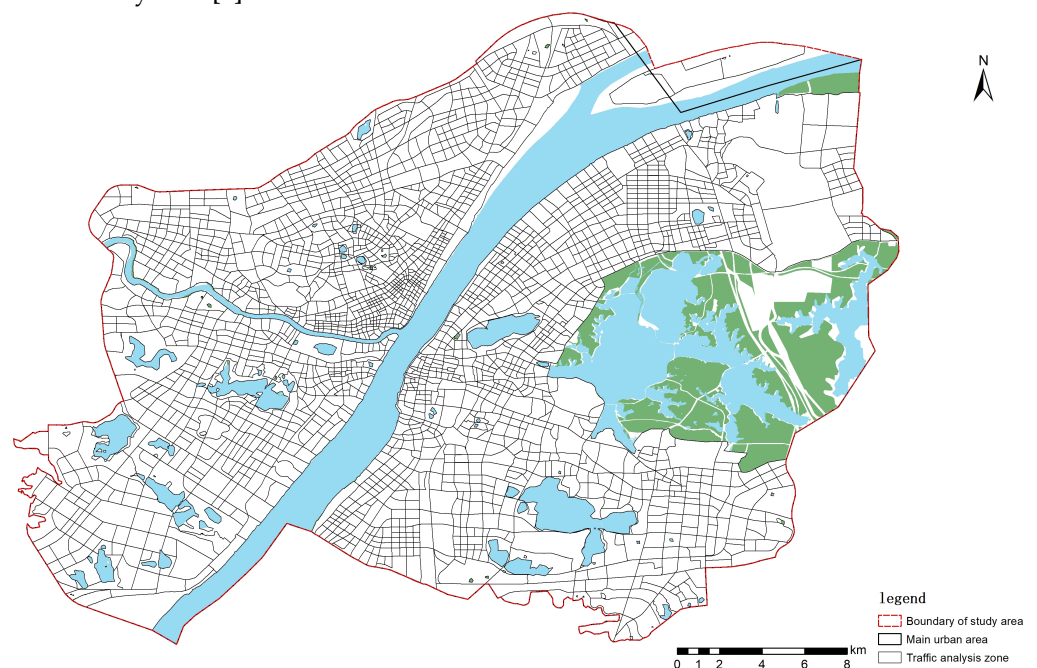 N
legend
Boundary of study area
Main urban area
Traffic analysis zone
km
0 1 2 4 6 8